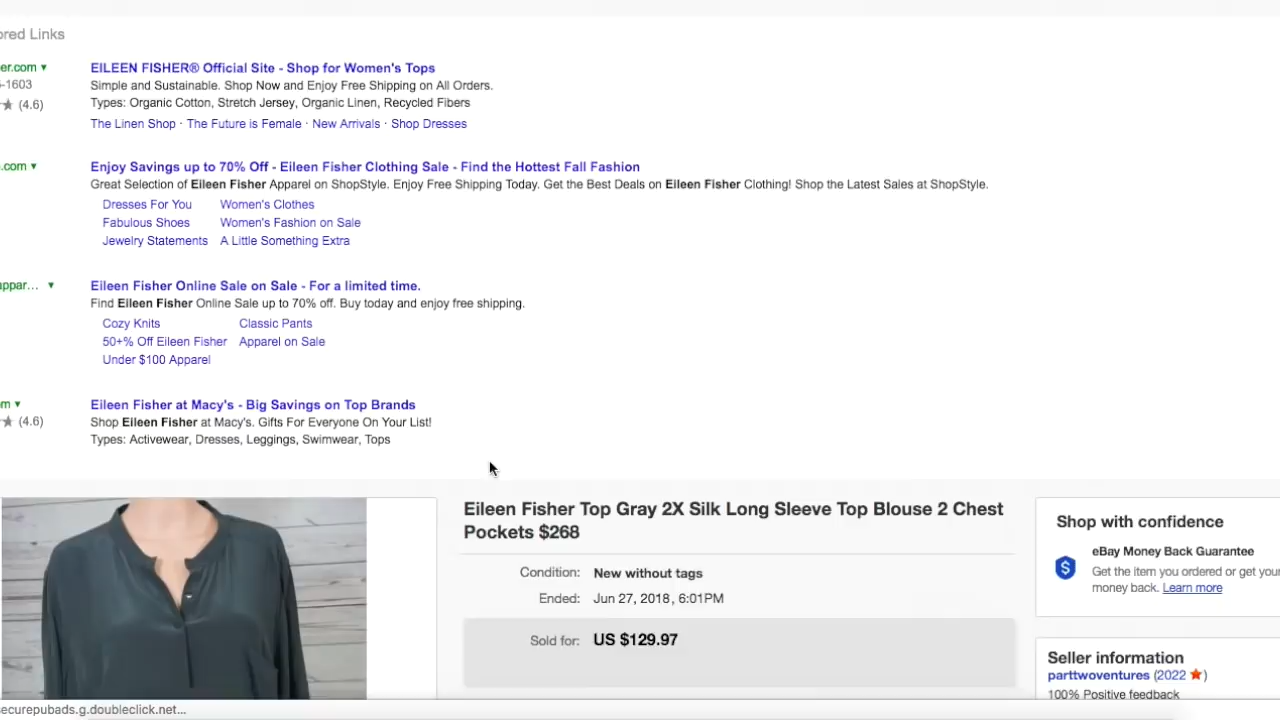 ored Links
er.com ▼
EILEEN FISHER® Official Site - Shop for Women's Tops
-1603
Simple and Sustainable. Shop Now and Enjoy Free Shipping on All Orders.
★ (4.6)
Types: Organic Cotton, Stretch Jersey, Organic Linen, Recycled Fibers
The Linen Shop · The Future is Female · New Arrivals · Shop Dresses
.com ▼
Enjoy Savings up to 70% Off - Eileen Fisher Clothing Sale - Find the Hottest Fall Fashion
Great Selection of Eileen Fisher Apparel on ShopStyle. Enjoy Free Shipping Today. Get the Best Deals on Eileen Fisher Clothing! Shop the Latest Sales at ShopStyle.
Dresses For You Women's Clothes
Fabulous Shoes Women's Fashion on Sale
Jewelry Statements A Little Something Extra
appar... ▼
Eileen Fisher Online Sale on Sale - For a limited time.
Find Eileen Fisher Online Sale up to 70% off. Buy today and enjoy free shipping.
Cozy Knits Classic Pants
50+% Off Eileen Fisher Apparel on Sale
Under $100 Apparel
m ▼
Eileen Fisher at Macy's - Big Savings on Top Brands
★ (4.6)
Shop Eileen Fisher at Macy's. Gifts For Everyone On Your List!
Types: Activewear, Dresses, Leggings, Swimwear, Tops
Eileen Fisher Top Gray 2X Silk Long Sleeve Top Blouse 2 Chest
Pockets $268
Condition: New without tags
Ended: Jun 27, 2018 , 6:01PM
Sold for: US $129.97
Shop with confidence
eBay Money Back Guarantee
Get the item you ordered or get your
money back. Learn more
Seller information
parttwoventures (2022 ★)
100% Positive feedback
securepubads.g.doubleclick.net...